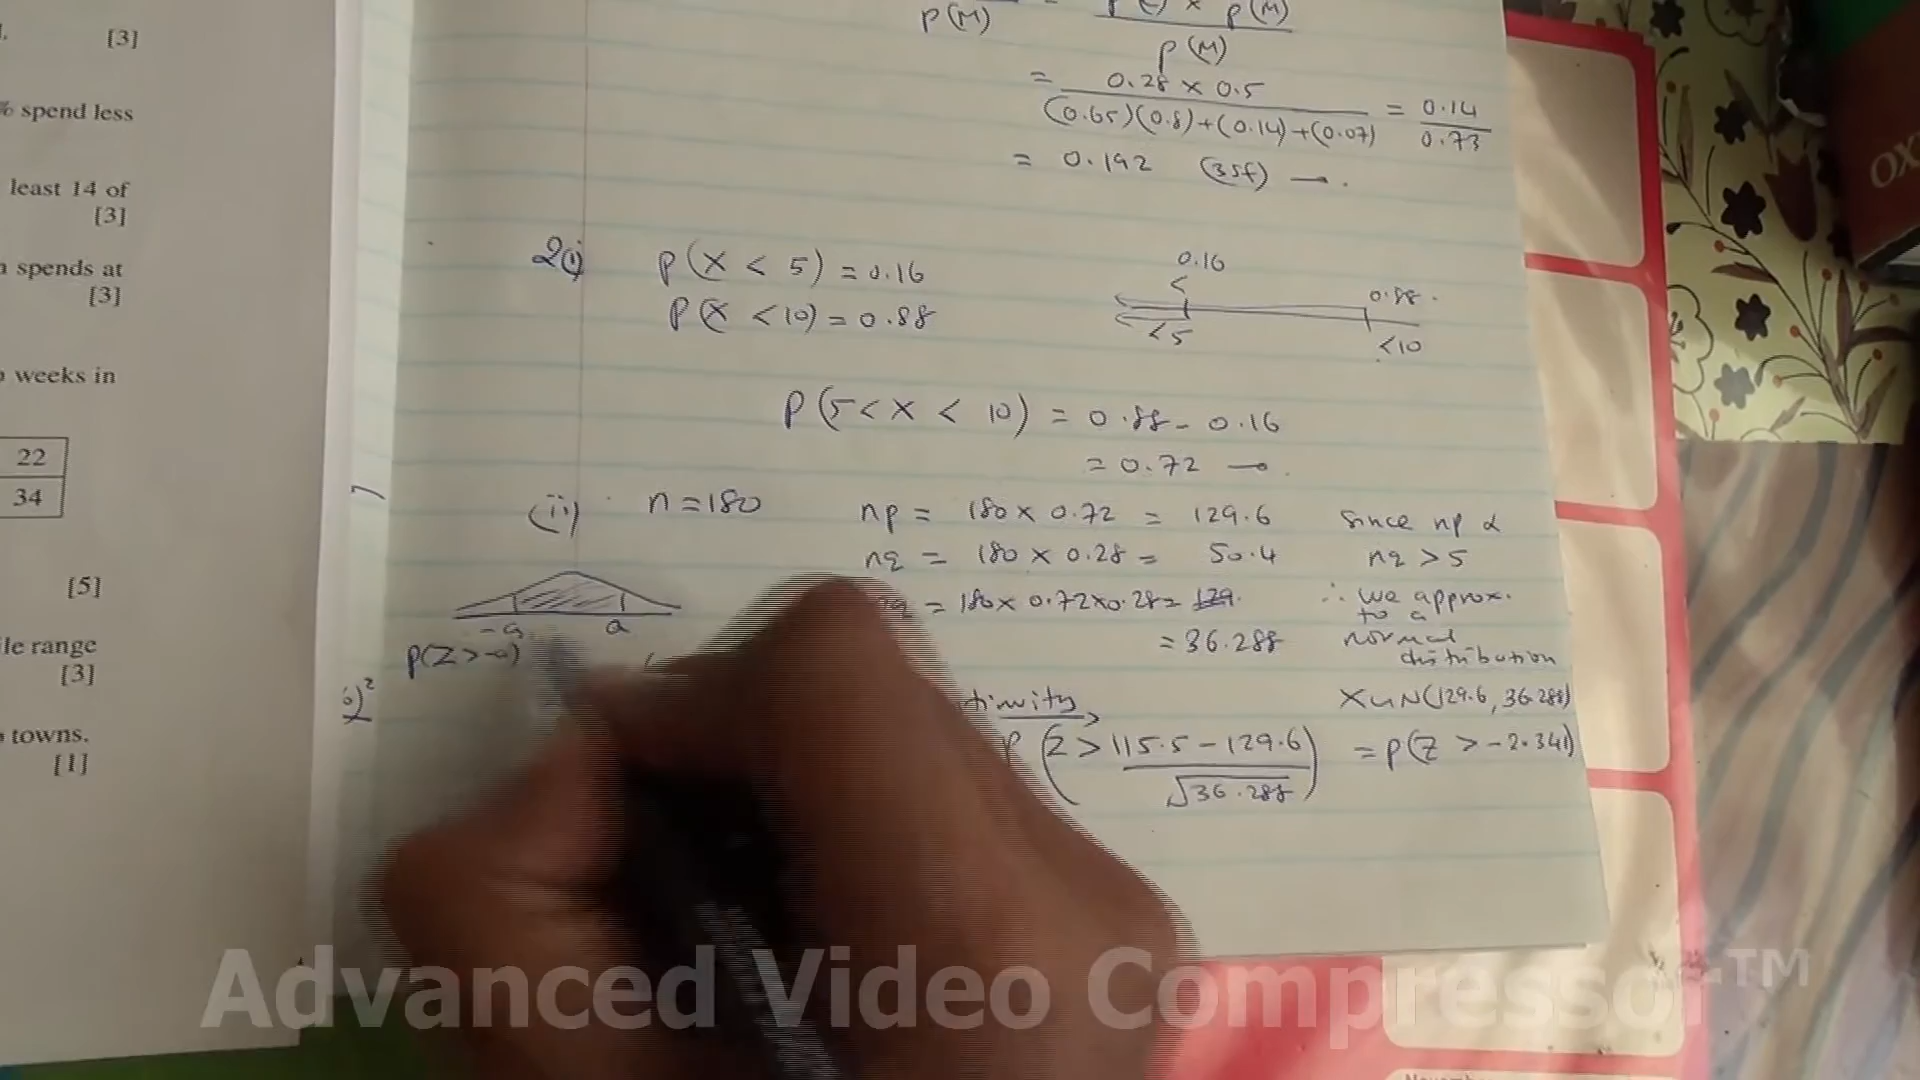 [3]
% spend less
least 14 of
[3]
spends at
[3]
weeks in
22
34
[5]
le range
[3]
towns.
[1]
P(M) P(M)
P(M)
= 0.28 x 0.5
(0.65)(0.8)+(0.14)+(0.07) = 0.14
0.73
= 0.192 (3sf)
2(i) P(X < 5) = 0.16
P(X < 10) = 0.88
0.16
<
0.88.
<5
<10
P(5 < X < 10) = 0.88 - 0.16
= 0.72
(ii) n = 180
np = 180 x 0.72 = 129.6
nq = 180 x 0.28 = 50.4
= 180 x 0.72 x 0.28 = 129.
= 36.288
since np &
nq > 5
∴ we approx.
to a
normal
distribution
-a a
P(Z > -a)
tinuity
X~N(129.6, 36.288)
P(Z > 115.5 - 129.6) = P(Z > -2.341)
√36.288
OX
Advanced Video Compressor™